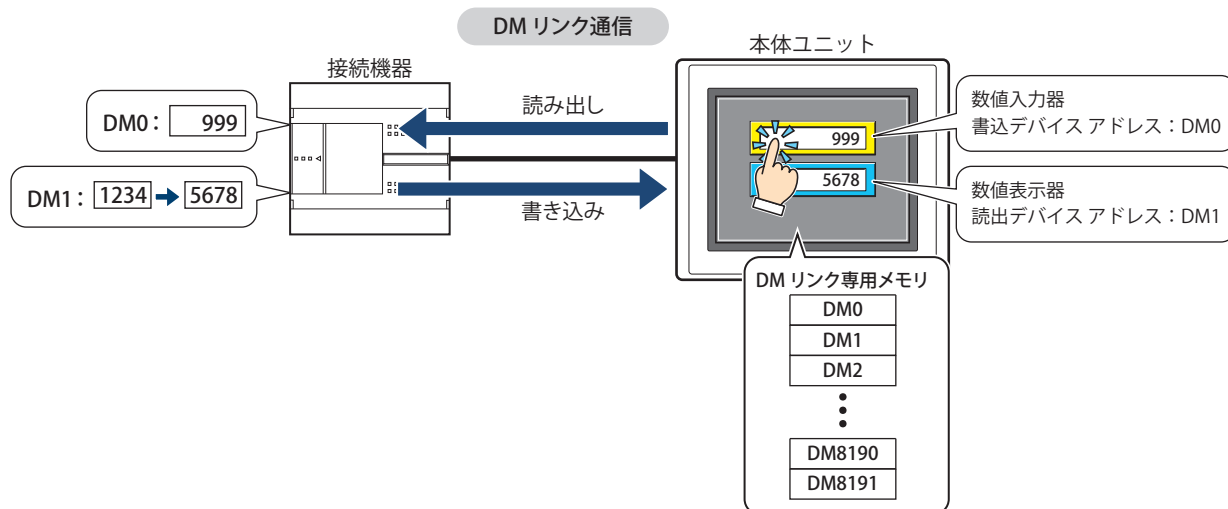 DM リンク通信
接続機器
本体ユニット
DM0： 999
DM1： 1234 5678
読み出し
書き込み
999
5678
数値入力器
書込デバイス アドレス：DM0
数値表示器
読出デバイス アドレス：DM1
DM リンク専用メモリ
DM0
DM1
DM2
DM8190
DM8191